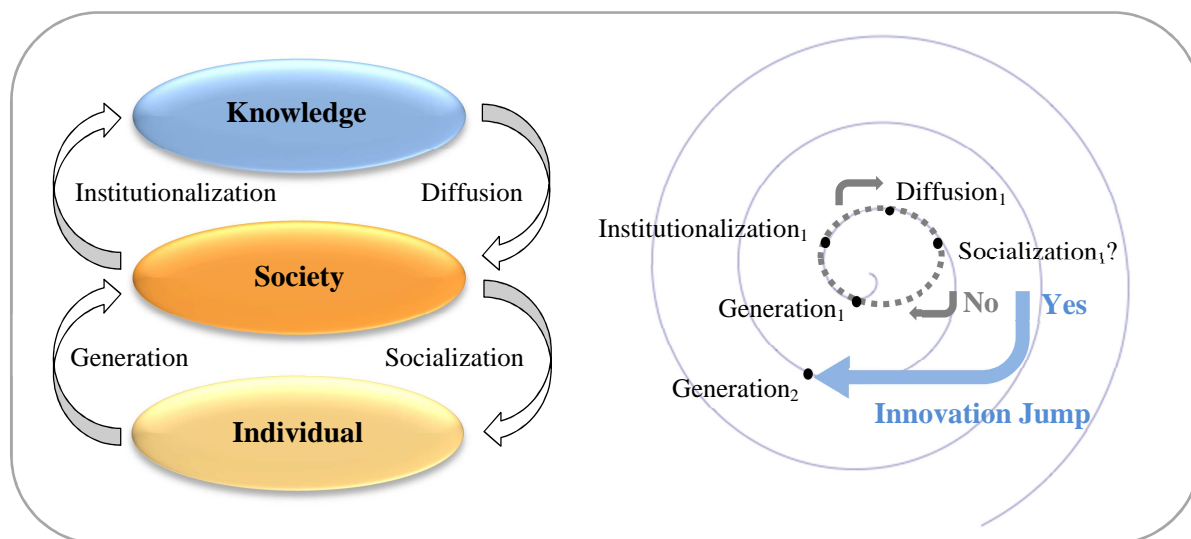 Knowledge
Institutionalization
Diffusion
Society
Generation
Socialization
Individual
Diffusion₁
Institutionalization₁
Socialization₁?
Generation₁
No
Yes
Generation₂
Innovation Jump